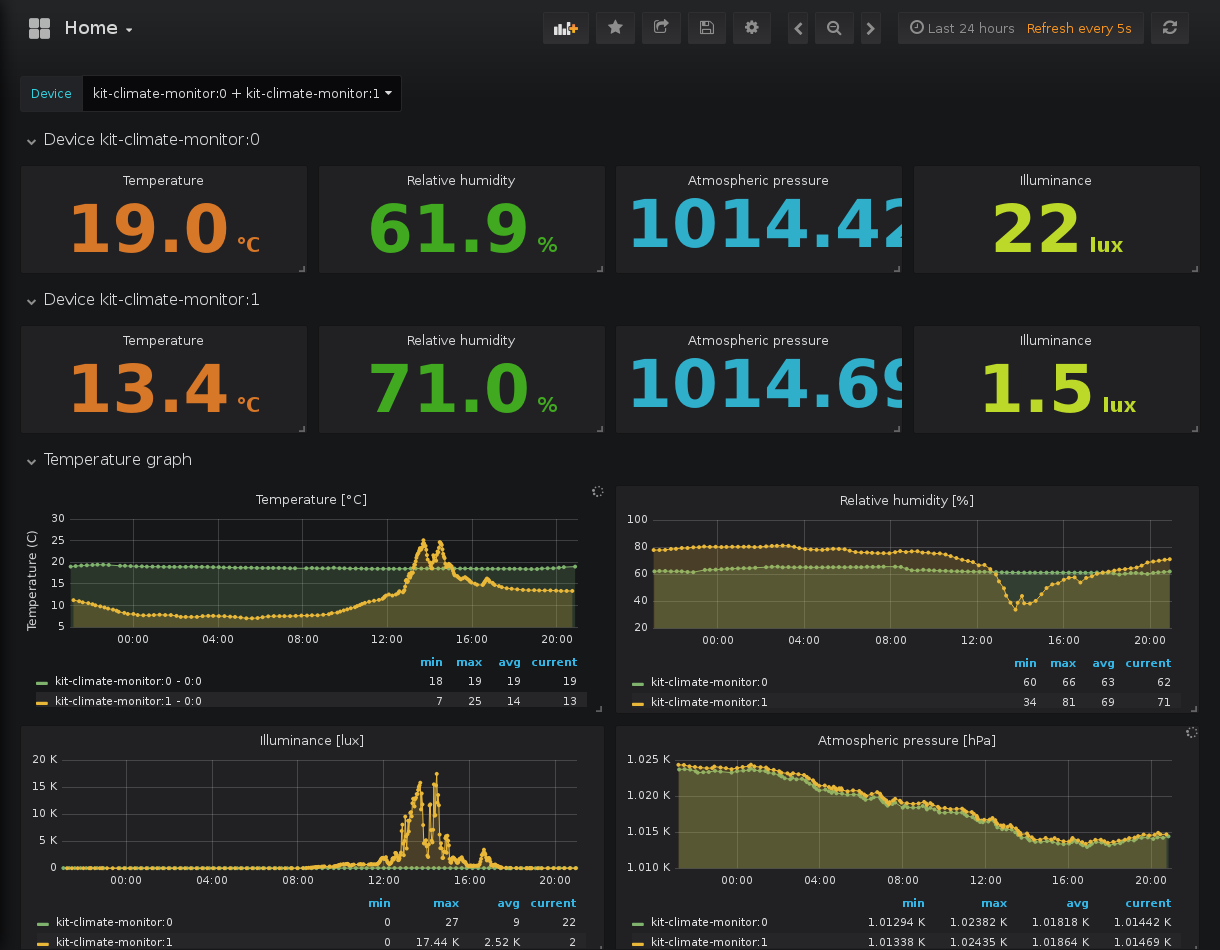 Home
Last 24 hours Refresh every 5s
Device kit-climate-monitor:0 + kit-climate-monitor:1
Device kit-climate-monitor:0
Temperature Relative humidity Atmospheric pressure Illuminance
19.0 °C 61.9 % 1014.42 22 lux
Device kit-climate-monitor:1
Temperature Relative humidity Atmospheric pressure Illuminance
13.4 °C 71.0 % 1014.69 1.5 lux
Temperature graph
Temperature [°C]
Temperature (C)
30
25
20
15
10
5
00:00 04:00 08:00 12:00 16:00 20:00
min max avg current
kit-climate-monitor:0 - 0:0 18 19 19 19
kit-climate-monitor:1 - 0:0 7 25 14 13
Relative humidity [%]
100
80
60
40
20
00:00 04:00 08:00 12:00 16:00 20:00
min max avg current
kit-climate-monitor:0 60 66 63 62
kit-climate-monitor:1 34 81 69 71
Illuminance [lux]
20 K
15 K
10 K
5 K
0
00:00 04:00 08:00 12:00 16:00 20:00
min max avg current
kit-climate-monitor:0 0 27 9 22
kit-climate-monitor:1 0 17.44 K 2.52 K 2
Atmospheric pressure [hPa]
1.025 K
1.020 K
1.015 K
1.010 K
00:00 04:00 08:00 12:00 16:00 20:00
min max avg current
kit-climate-monitor:0 1.01294 K 1.02382 K 1.01818 K 1.01442 K
kit-climate-monitor:1 1.01338 K 1.02435 K 1.01864 K 1.01469 K